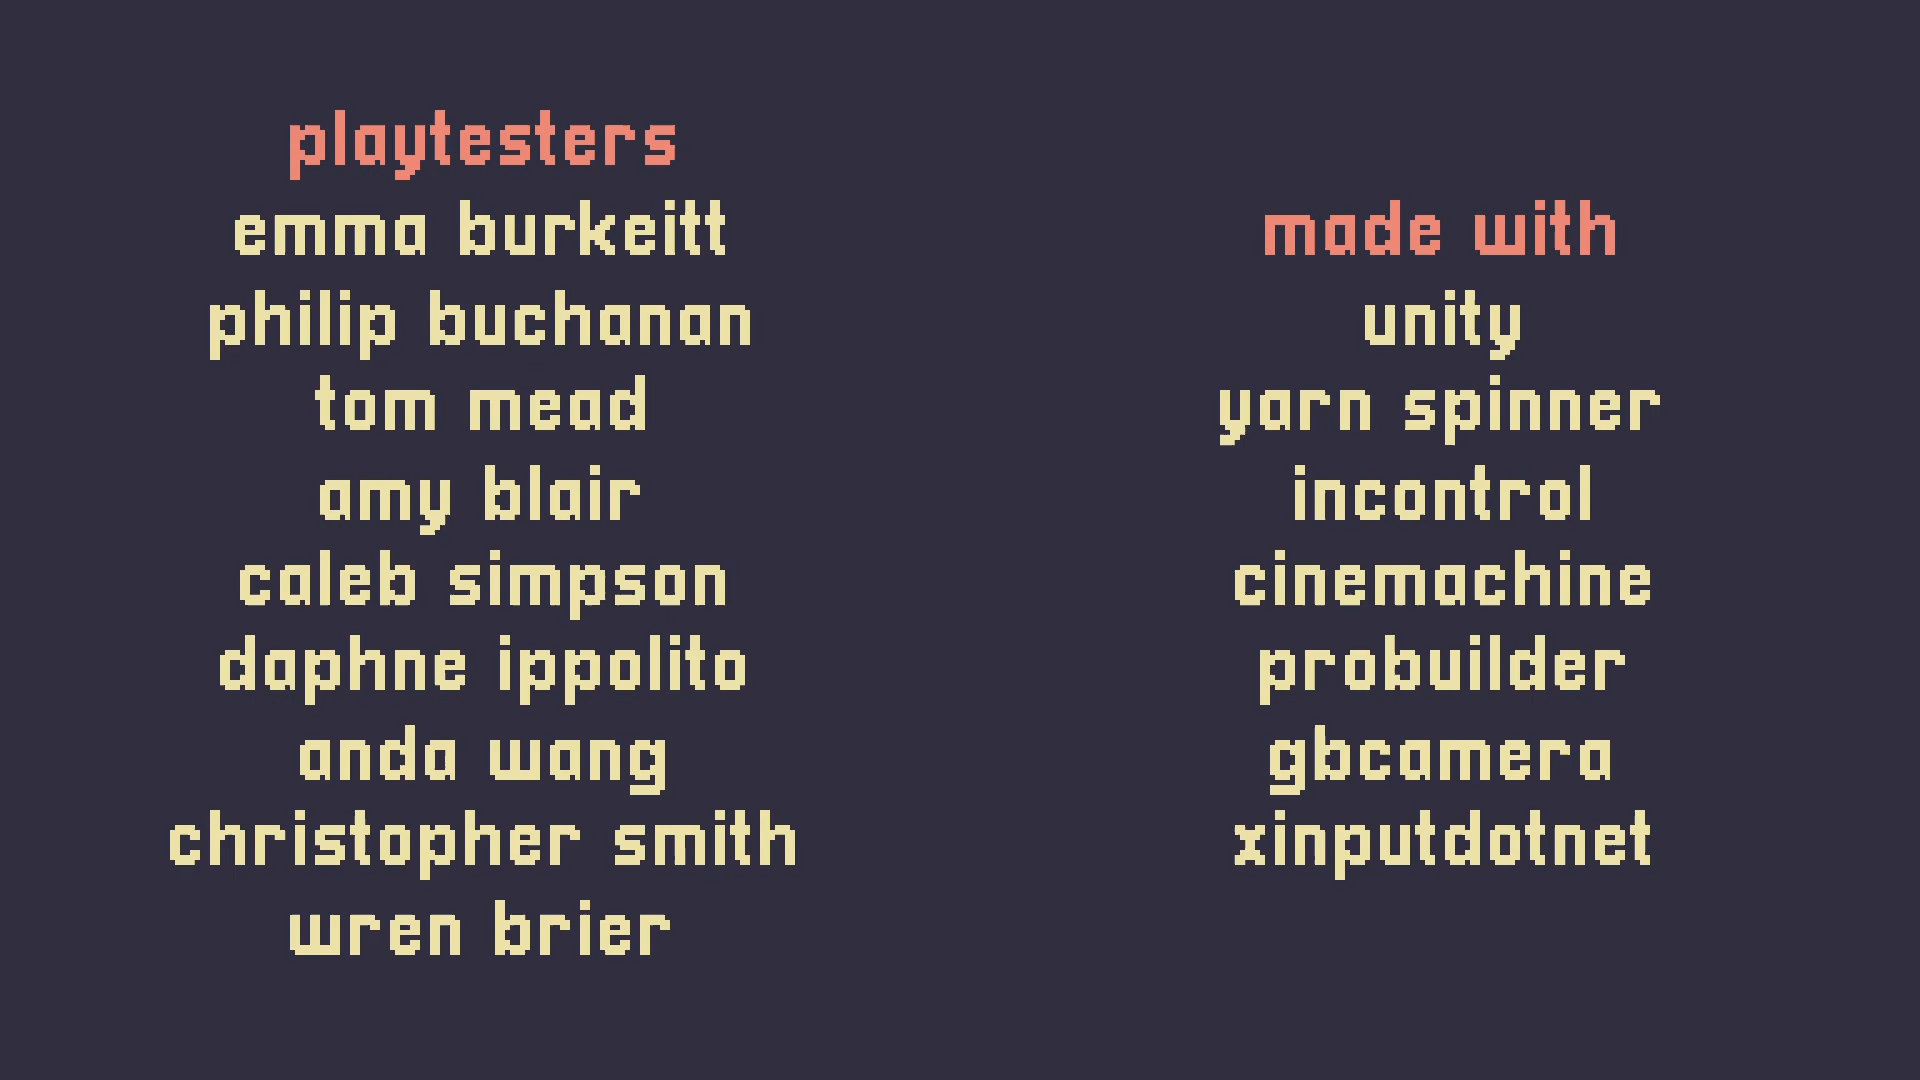 playtesters
emma burkeitt
philip buchanan
tom mead
amy blair
caleb simpson
daphne ippolito
anda wang
christopher smith
wren brier
made with
unity
yarn spinner
incontrol
cinemachine
probuilder
gbcamera
xinputdotnet